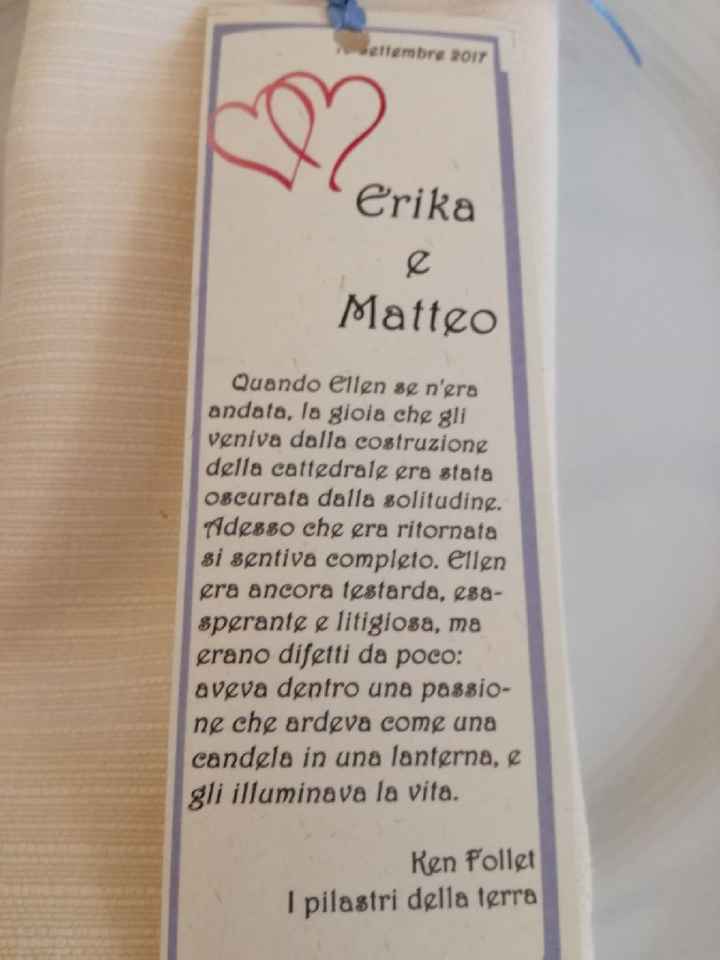 settembre 2017
Erika
e
Matteo
Quando Ellen se n'era
andata, la gioia che gli
veniva dalla costruzione
della cattedrale era stata
oscurata dalla solitudine.
Adesso che era ritornata
si sentiva completo. Ellen
era ancora testarda, esa-
sperante e litigiosa, ma
erano difetti da poco:
aveva dentro una passio-
ne che ardeva come una
candela in una lanterna, e
gli illuminava la vita.
Ken Follet
I pilastri della terra